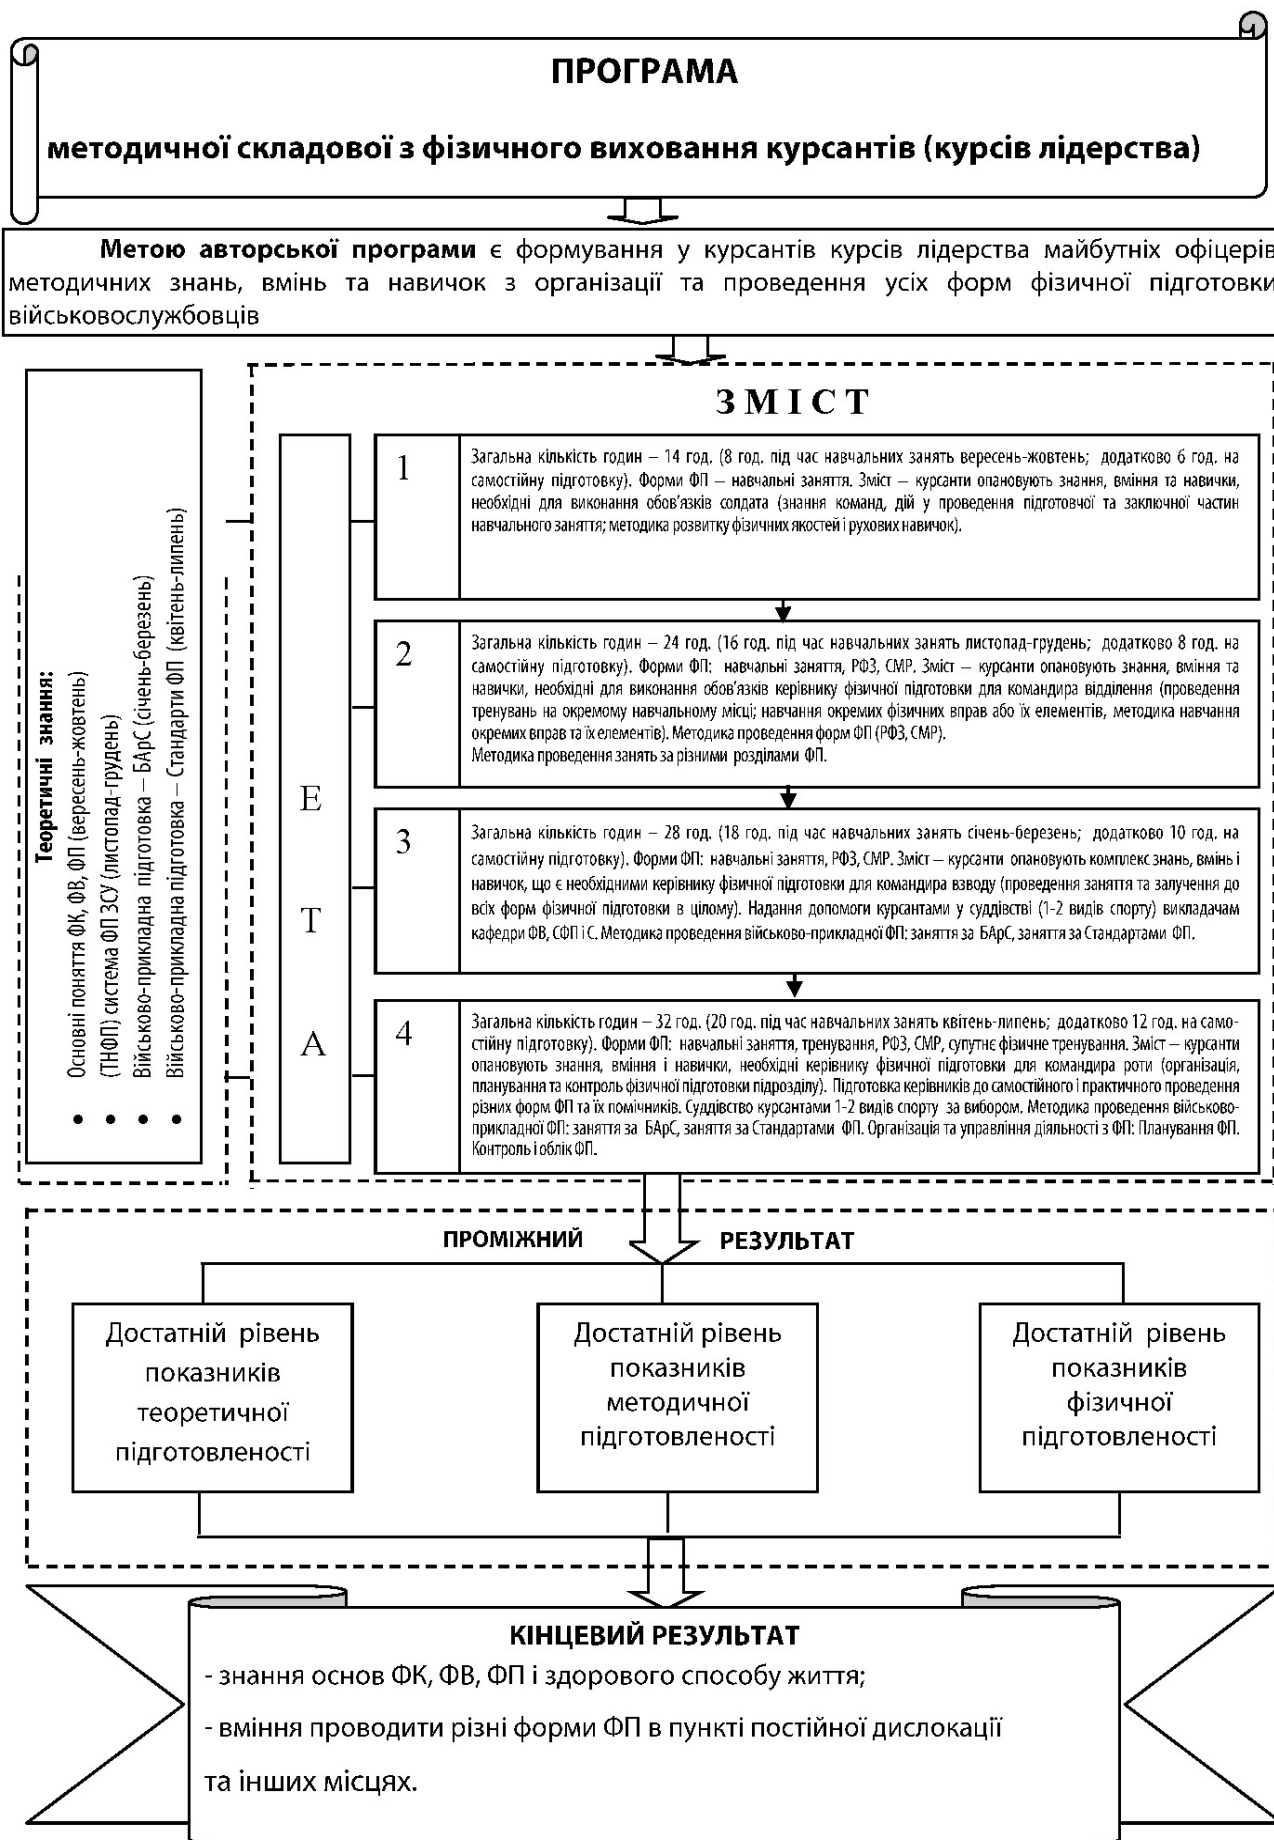 ПРОГРАМА
методичної складової з фізичного виховання курсантів (курсів лідерства)
Метою авторської програми є формування у курсантів курсів лідерства майбутніх офіцерів
методичних знань, вмінь та навичок з організації та проведення усіх форм фізичної підготовки
військовослужбовців
Теоретичні знання:
• Основні поняття ФК, ФВ, ФП (вересень-жовтень)
• (ТНФП) система ФП ЗСУ (листопад-грудень)
• Військово-прикладна підготовка – БАрС (січень-березень)
• Військово-прикладна підготовка – Стандарти ФП (квітень-липень)
ЗМІСТ
Е
Т
А
1
Загальна кількість годин – 14 год. (8 год. під час навчальних занять вересень-жовтень; додатково 6 год. на
самостійну підготовку). Форми ФП – навчальні заняття. Зміст – курсанти опановують знання, вміння та навички,
необхідні для виконання обов'язків солдата (знання команд, дій у проведення підготовчої та заключної частин
навчального заняття; методика розвитку фізичних якостей і рухових навичок).
2
Загальна кількість годин – 24 год. (16 год. під час навчальних занять листопад-грудень; додатково 8 год. на
самостійну підготовку). Форми ФП: навчальні заняття, РФЗ, СМР. Зміст – курсанти опановують знання, вміння та
навички, необхідні для виконання обов'язків керівнику фізичної підготовки для командира відділення (проведення
тренувань на окремому навчальному місці; навчання окремих фізичних вправ або їх елементів, методика навчання
окремих вправ та їх елементів). Методика проведення форм ФП (РФЗ, СМР).
Методика проведення занять за різними розділами ФП.
3
Загальна кількість годин – 28 год. (18 год. під час навчальних занять січень-березень; додатково 10 год. на
самостійну підготовку). Форми ФП: навчальні заняття, РФЗ, СМР. Зміст – курсанти опановують комплекс знань, вмінь і
навичок, що є необхідними керівнику фізичної підготовки для командира взводу (проведення заняття та залучення до
всіх форм фізичної підготовки в цілому). Надання допомоги курсантами у суддівстві (1-2 видів спорту) викладачам
кафедри ФВ, СФП і С. Методика проведення військово-прикладної ФП: заняття за БАрС, заняття за Стандартами ФП.
4
Загальна кількість годин – 32 год. (20 год. під час навчальних занять квітень-липень; додатково 12 год. на само-
стійну підготовку). Форми ФП: навчальні заняття, тренування, РФЗ, СМР, супутнє фізичне тренування. Зміст – курсанти
опановують знання, вміння і навички, необхідні керівнику фізичної підготовки для командира роти (організація,
планування та контроль фізичної підготовки підрозділу). Підготовка керівників до самостійного і практичного проведення
різних форм ФП та їх помічників. Суддівство курсантами 1-2 видів спорту за вибором. Методика проведення військово-
прикладної ФП: заняття за БАрС, заняття за Стандартами ФП. Організація та управління діяльності з ФП: Планування ФП.
Контроль і облік ФП.
ПРОМІЖНИЙ РЕЗУЛЬТАТ
Достатній рівень
показників
теоретичної
підготовленості
Достатній рівень
показників
методичної
підготовленості
Достатній рівень
показників
фізичної
підготовленості
КІНЦЕВИЙ РЕЗУЛЬТАТ
- знання основ ФК, ФВ, ФП і здорового способу життя;
- вміння проводити різні форми ФП в пункті постійної дислокації
та інших місцях.